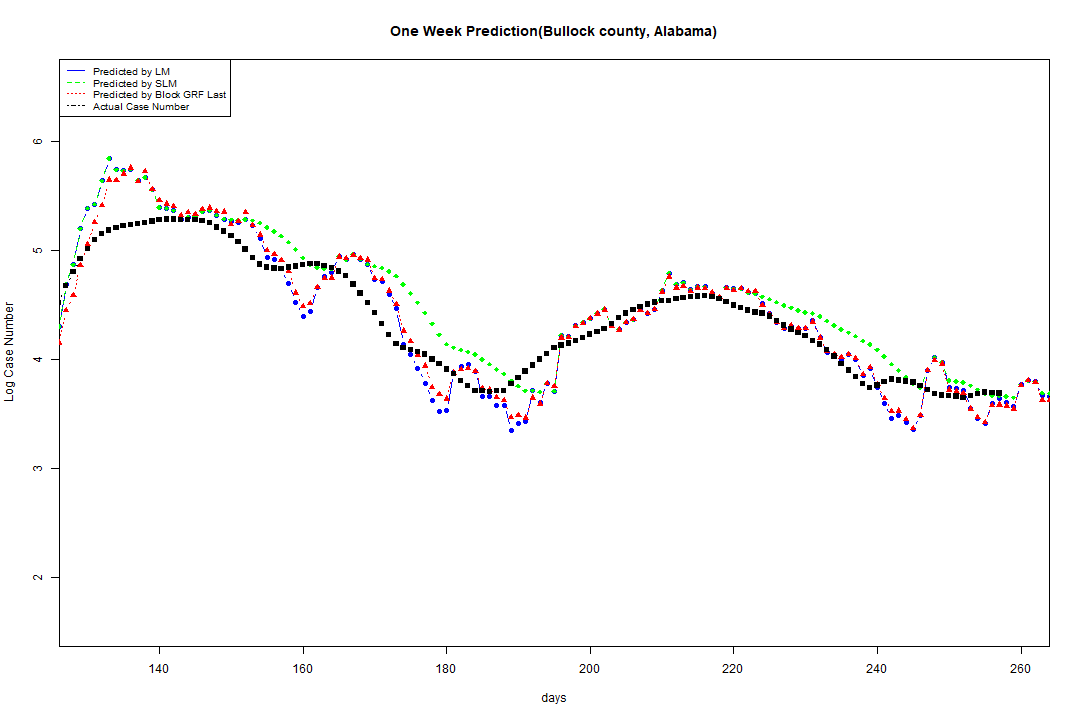 One Week Prediction(Bullock county, Alabama)
Predicted by LM
Predicted by SLM
Predicted by Block GRF Last
Actual Case Number
6
5
4
3
2
Log Case Number
140 160 180 200 220 240 260
days